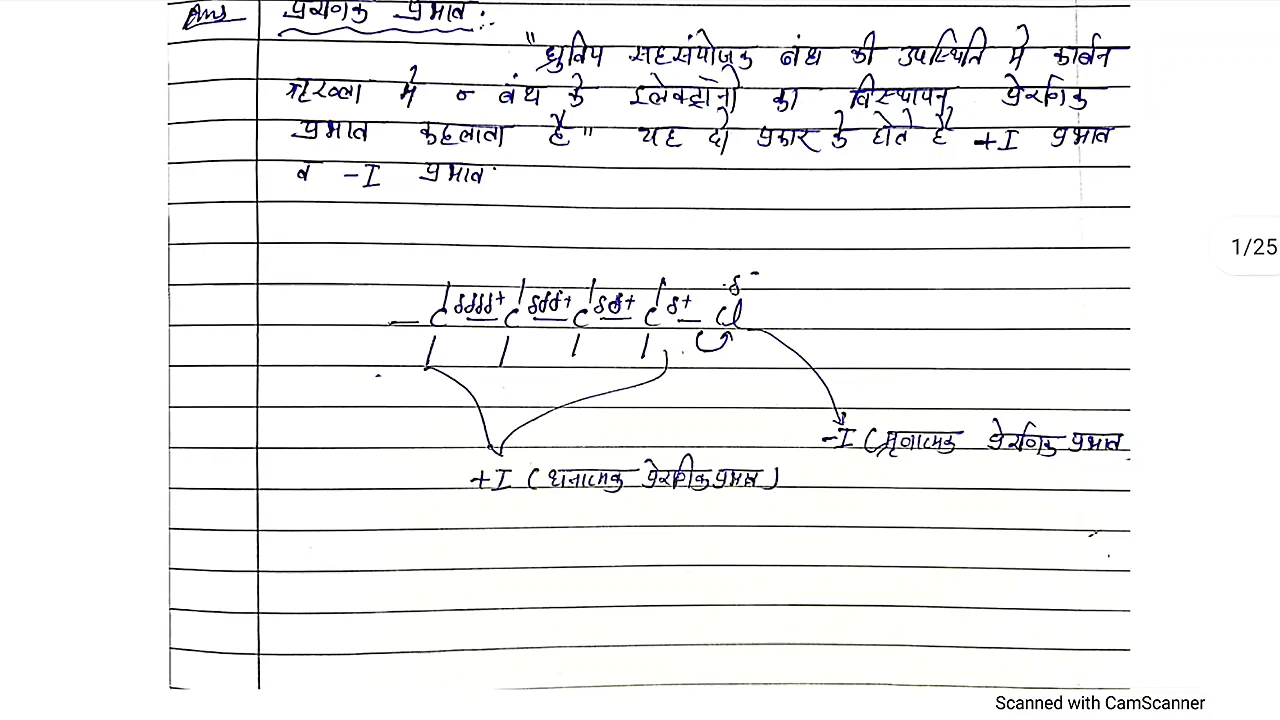 Ans प्रेरणिक प्रभाव :
"ध्रुविय सहसंयोजक बंध की उपस्थिति मे कार्बन
श्रृंखला मे σ बंध के इलेक्ट्रॉनो का विस्थापन प्रेरणिक
प्रभाव कहलाता है" यह दो प्रकार के होते है +I प्रभाव
व -I प्रभाव
δ-
— C δδδδ+ C δδδ+ C δδ+ C δ+ Cl
-I (ऋणात्मक प्रेरणिक प्रभाव
+I (धनात्मक प्रेरणिक प्रभाव)
1/25
Scanned with CamScanner